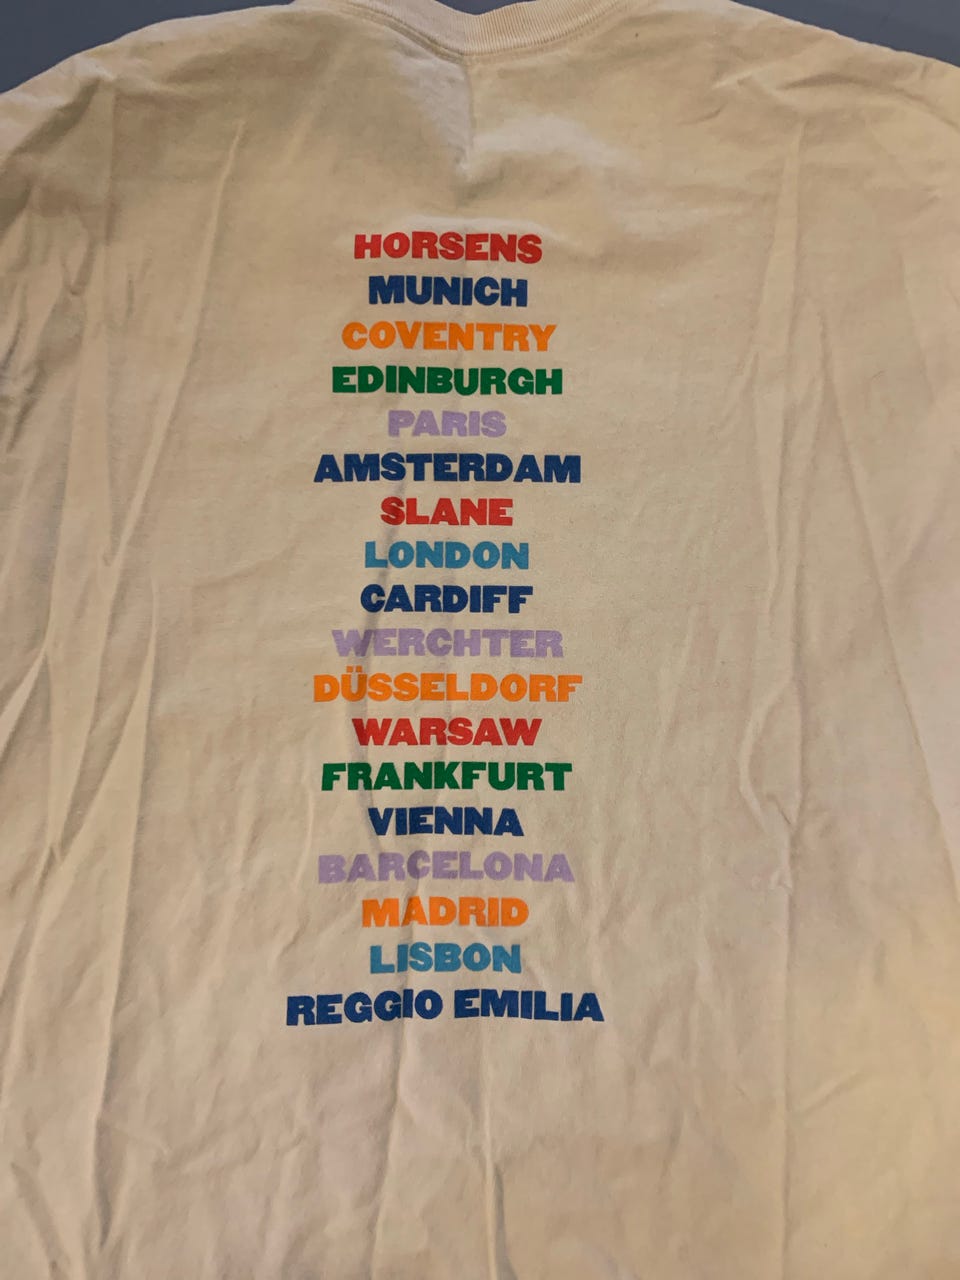 HORSENS
MUNICH
COVENTRY
EDINBURGH
PARIS
AMSTERDAM
SLANE
LONDON
CARDIFF
WERCHTER
DÜSSELDORF
WARSAW
FRANKFURT
VIENNA
BARCELONA
MADRID
LISBON
REGGIO EMILIA